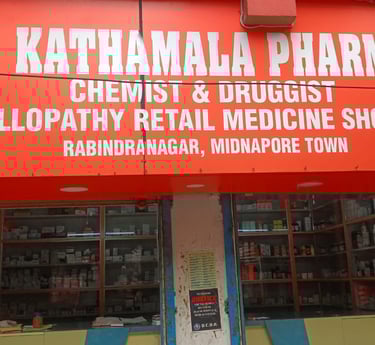 KATHAMALA PHARM
CHEMIST & DRUGGIST
LLOPATHY RETAIL MEDICINE SHO
RABINDRANAGAR, MIDNAPORE TOWN